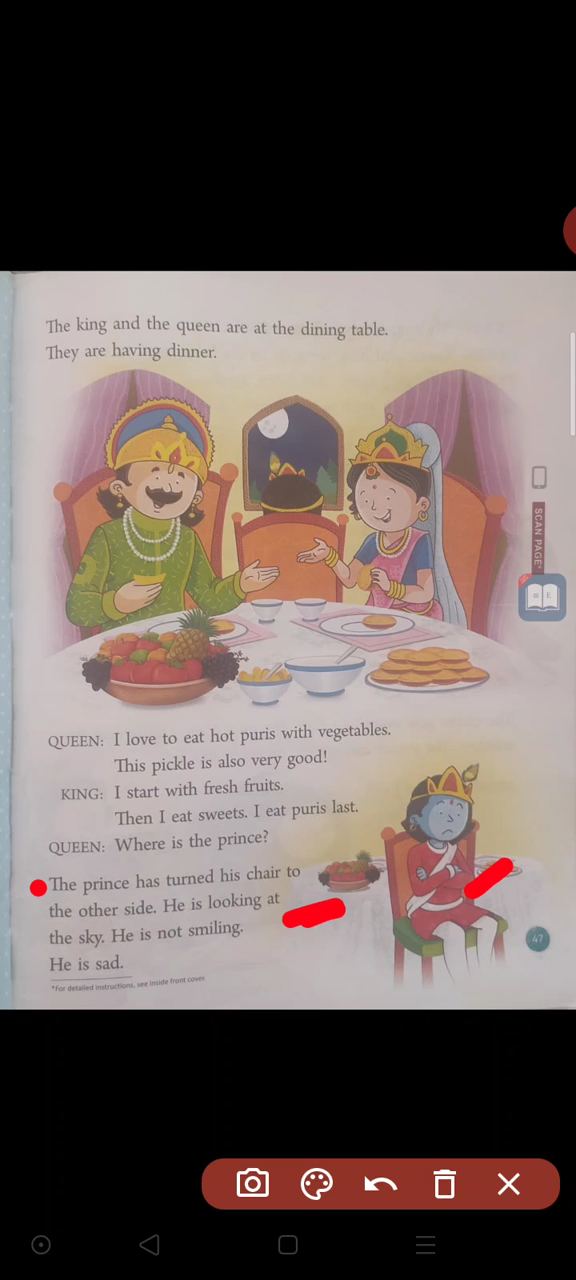 The king and the queen are at the dining table.
They are having dinner.
SCAN PAGE*
QUEEN: I love to eat hot puris with vegetables.
This pickle is also very good!
KING: I start with fresh fruits.
Then I eat sweets. I eat puris last.
QUEEN: Where is the prince?
The prince has turned his chair to
the other side. He is looking at
the sky. He is not smiling.
He is sad.
47
*For detailed instructions, see inside front cover.